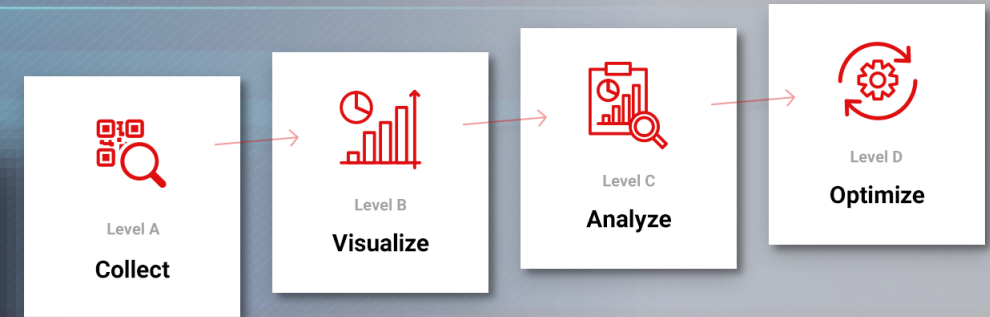 Level A
Collect
Level B
Visualize
Level C
Analyze
Level D
Optimize